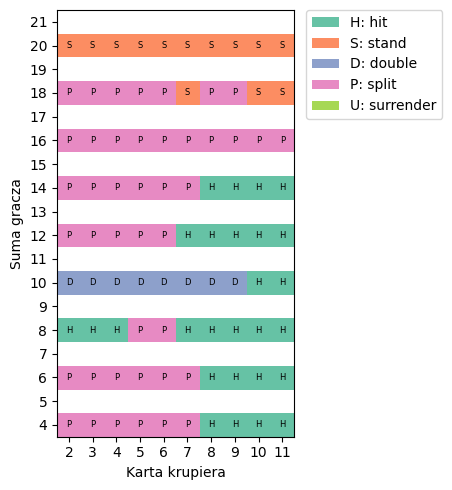 21
20 S S S S S S S S S S
19
18 P P P P P S P P S S
17
16 P P P P P P P P P P
15
14 P P P P P P H H H H
13
12 P P P P P H H H H H
11
10 D D D D D D D D H H
9
8 H H H P P H H H H H
7
6 P P P P P P H H H H
5
4 P P P P P P H H H H
2 3 4 5 6 7 8 9 10 11
Karta krupiera
Suma gracza
H: hit
S: stand
D: double
P: split
U: surrender